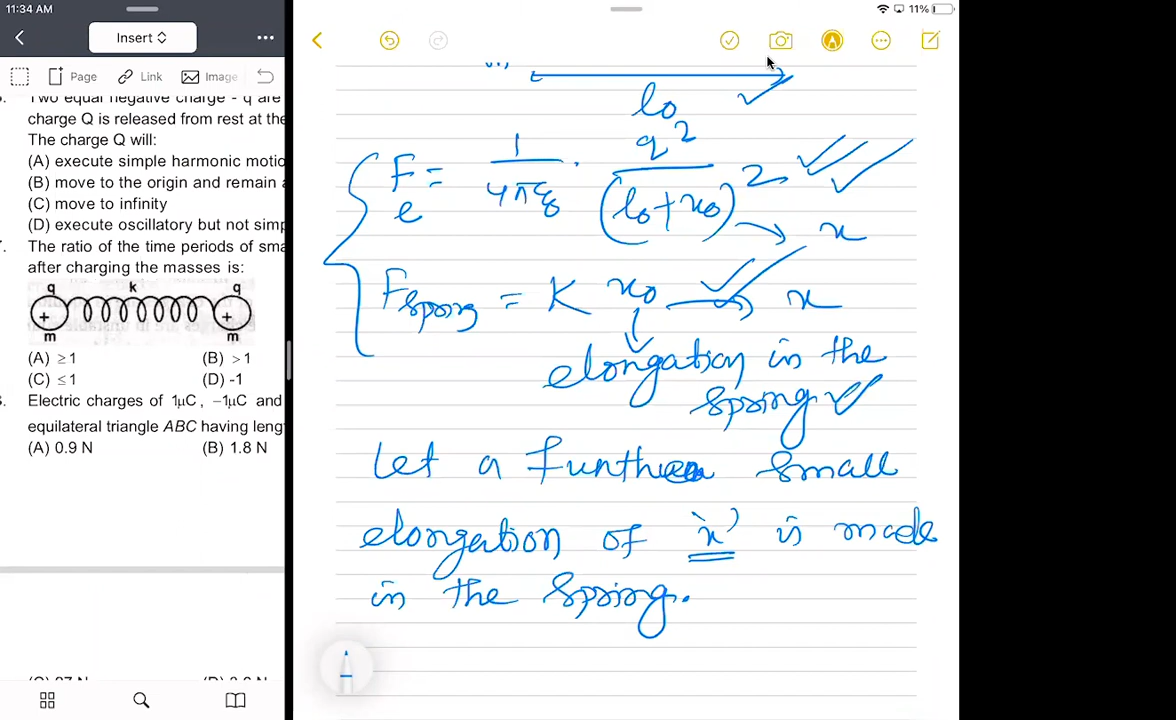 11:34 AM
11%
Insert
Page
Link
Image
Two equal negative charge - q are
charge Q is released from rest at the
The charge Q will:
(A) execute simple harmonic motio
(B) move to the origin and remain
(C) move to infinity
(D) execute oscillatory but not simp
The ratio of the time periods of sma
after charging the masses is:
q k q
+ +
m m
(A) ≥ 1 (B) > 1
(C) ≤ 1 (D) -1
Electric charges of 1μC, −1μC and
equilateral triangle ABC having leng
(A) 0.9 N (B) 1.8 N
l₀
Fe = 1/4πε₀ · q²/(l₀+x₀)² → x
Fspring = K x₀ → x
elongation in the
spring
Let a small
elongation of 'x' is made
in the spring.